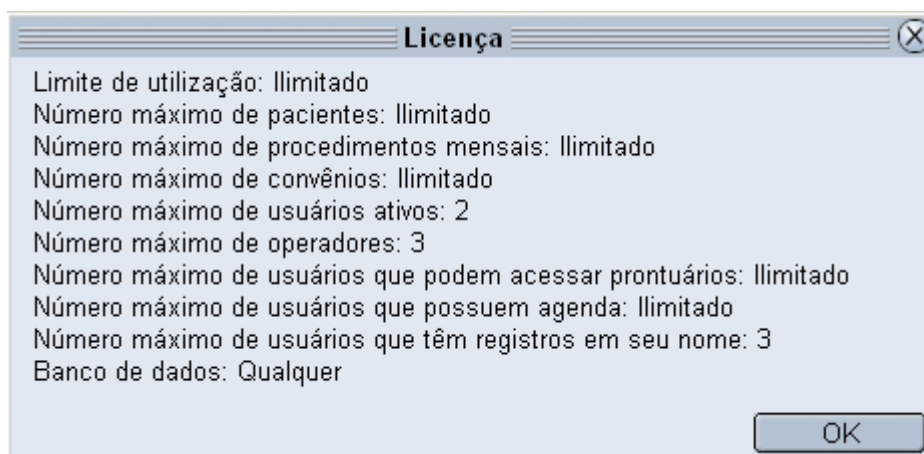 Licença
Limite de utilização: Ilimitado
Número máximo de pacientes: Ilimitado
Número máximo de procedimentos mensais: Ilimitado
Número máximo de convênios: Ilimitado
Número máximo de usuários ativos: 2
Número máximo de operadores: 3
Número máximo de usuários que podem acessar prontuários: Ilimitado
Número máximo de usuários que possuem agenda: Ilimitado
Número máximo de usuários que têm registros em seu nome: 3
Banco de dados: Qualquer
OK